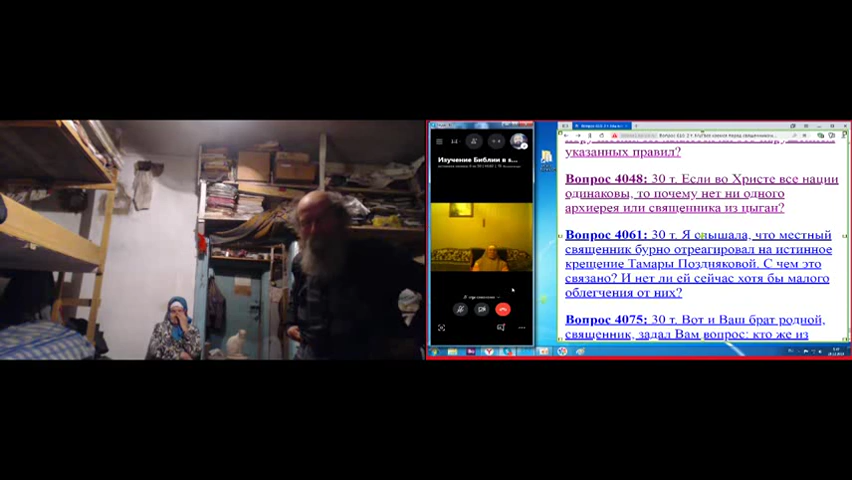 Изучение Библии в в...
указанных правил?
Вопрос 4048: 30 т. Если во Христе все нации
одинаковы, то почему нет ни одного
архиерея или священника из цыган?
Вопрос 4061: 30 т. Я слышала, что местный
священник бурно отреагировал на истинное
крещение Тамары Поздняковой. С чем это
связано? И нет ли ей сейчас хотя бы малого
облегчения от них?
Вопрос 4075: 30 т. Вот и Ваш брат родной,
священник, задал Вам вопрос: кто же из